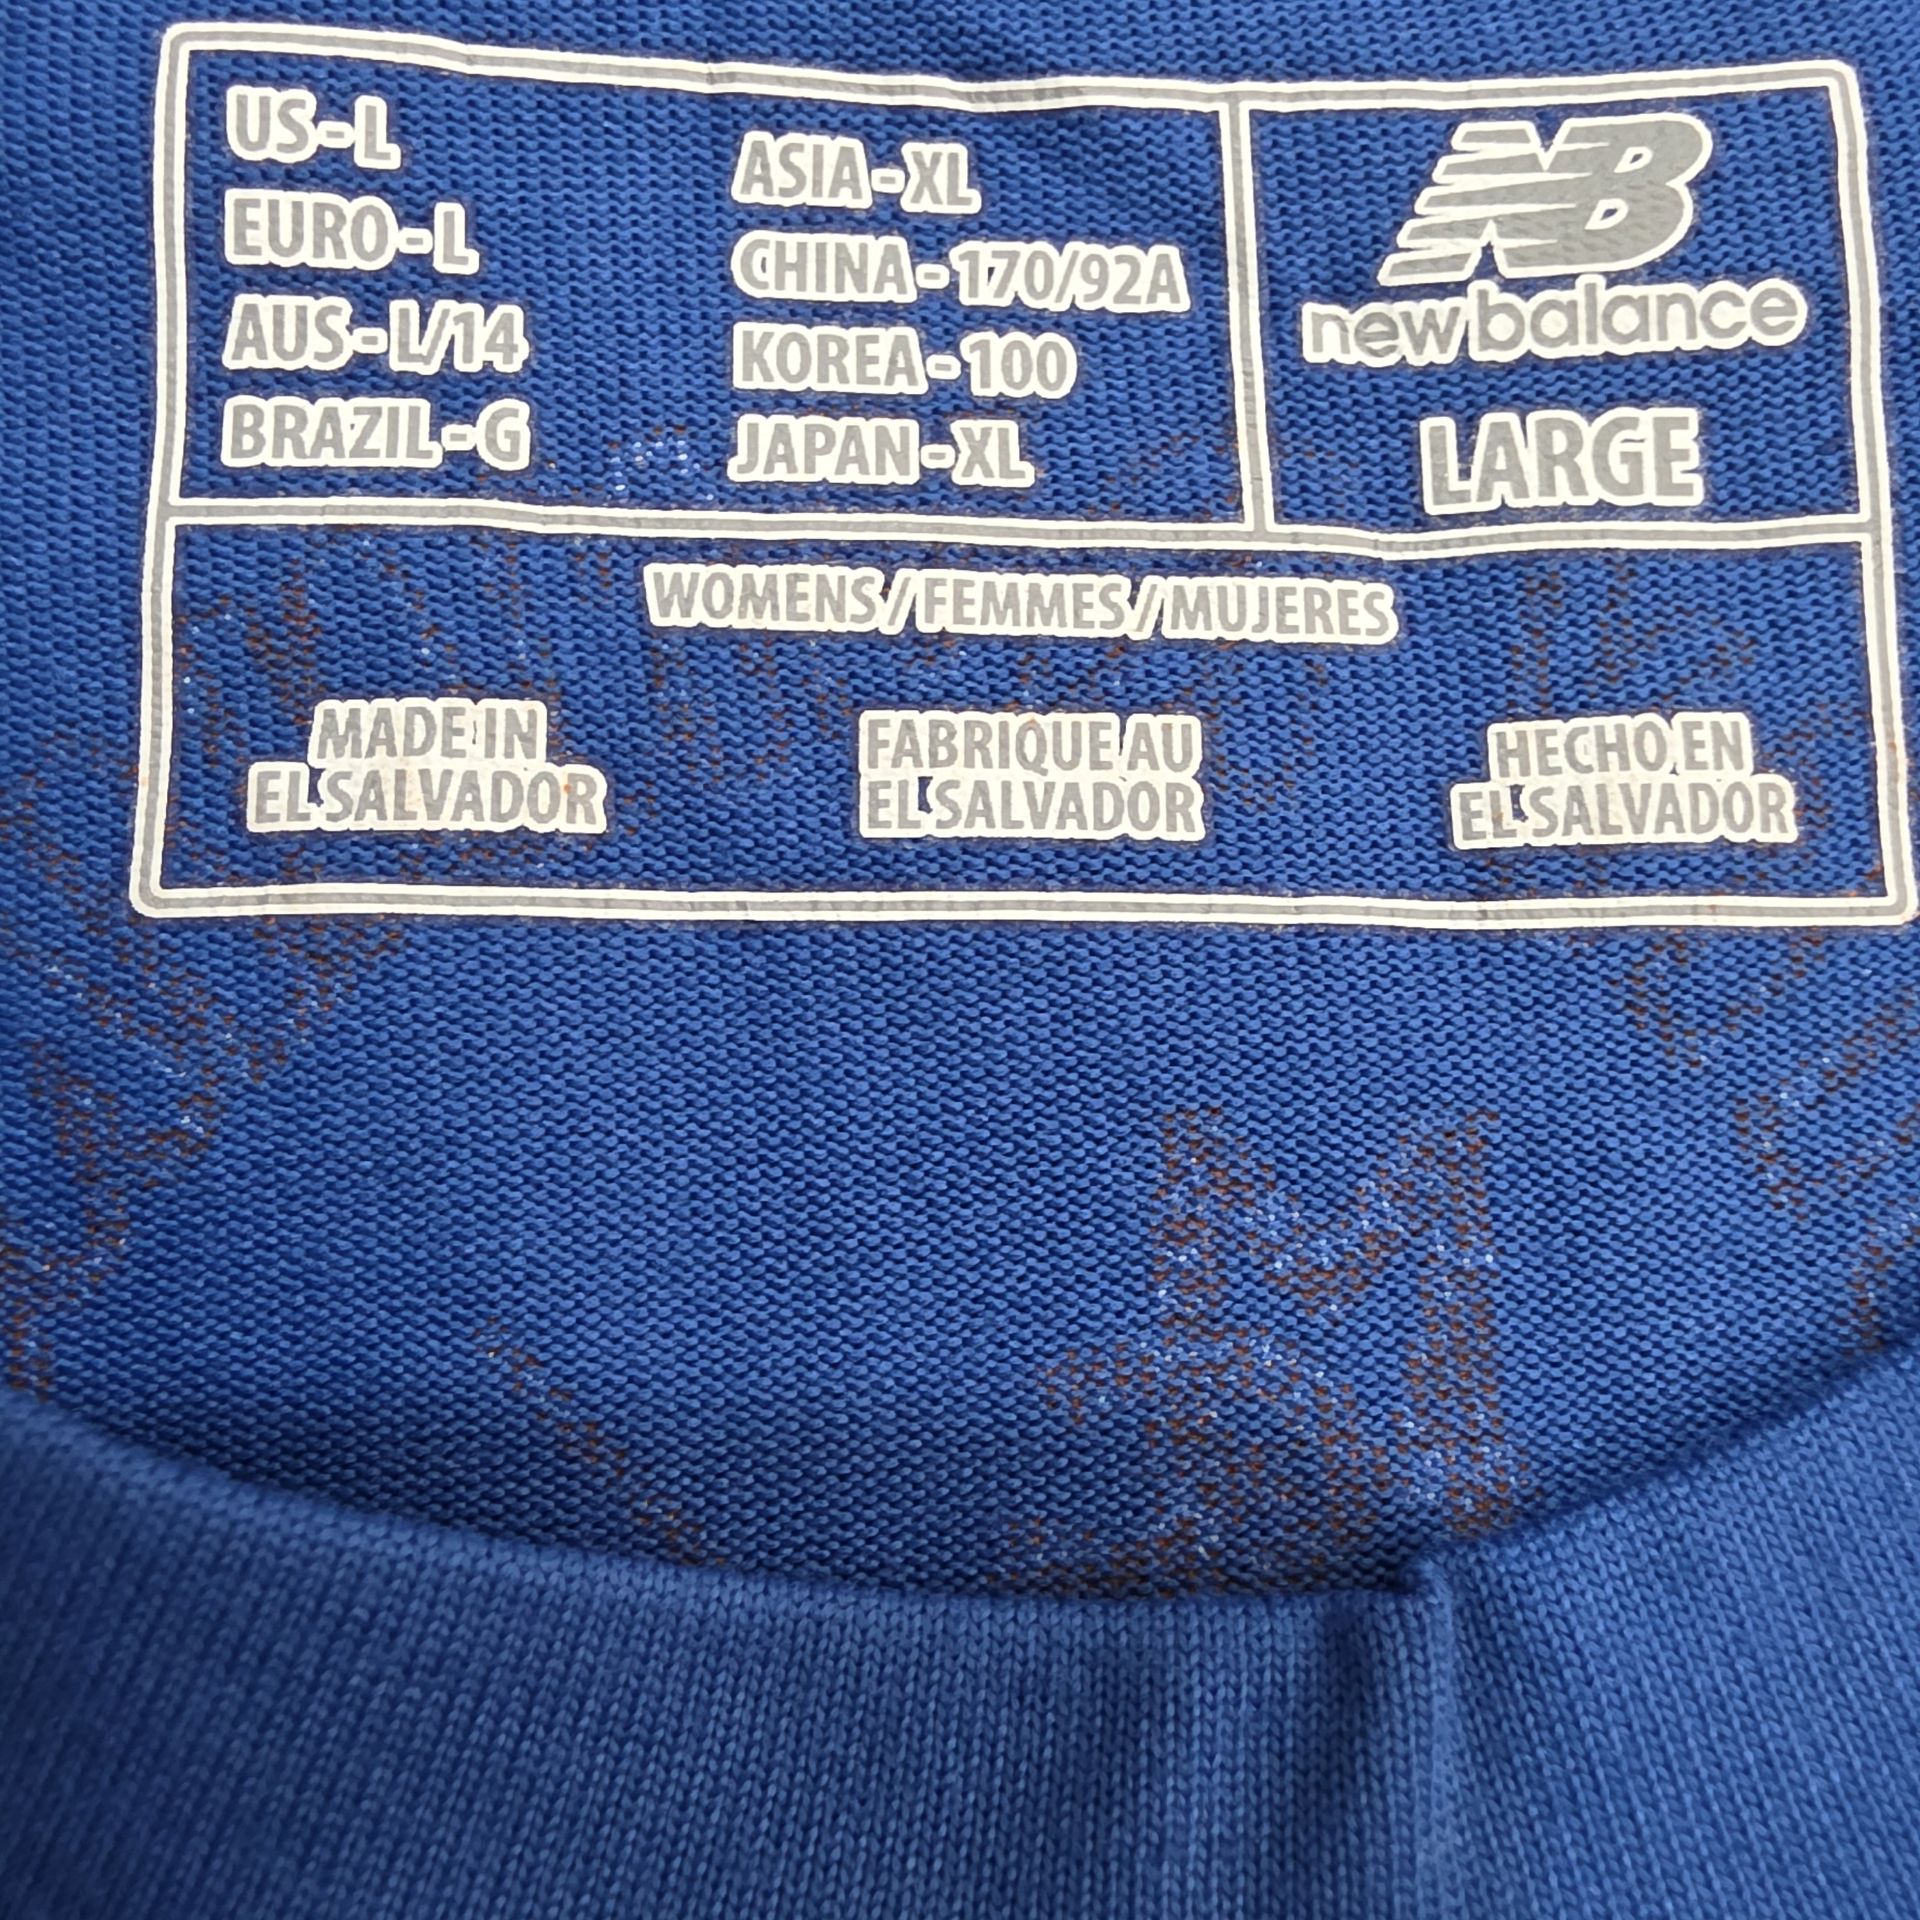 US-L
EURO-L
AUS-L/14
BRAZIL-G
ASIA-XL
CHINA-170/92A
KOREA-100
JAPAN-XL
NB
new balance
LARGE
WOMENS/FEMMES/MUJERES
MADE IN
EL SALVADOR
FABRIQUE AU
EL SALVADOR
HECHO EN
EL SALVADOR